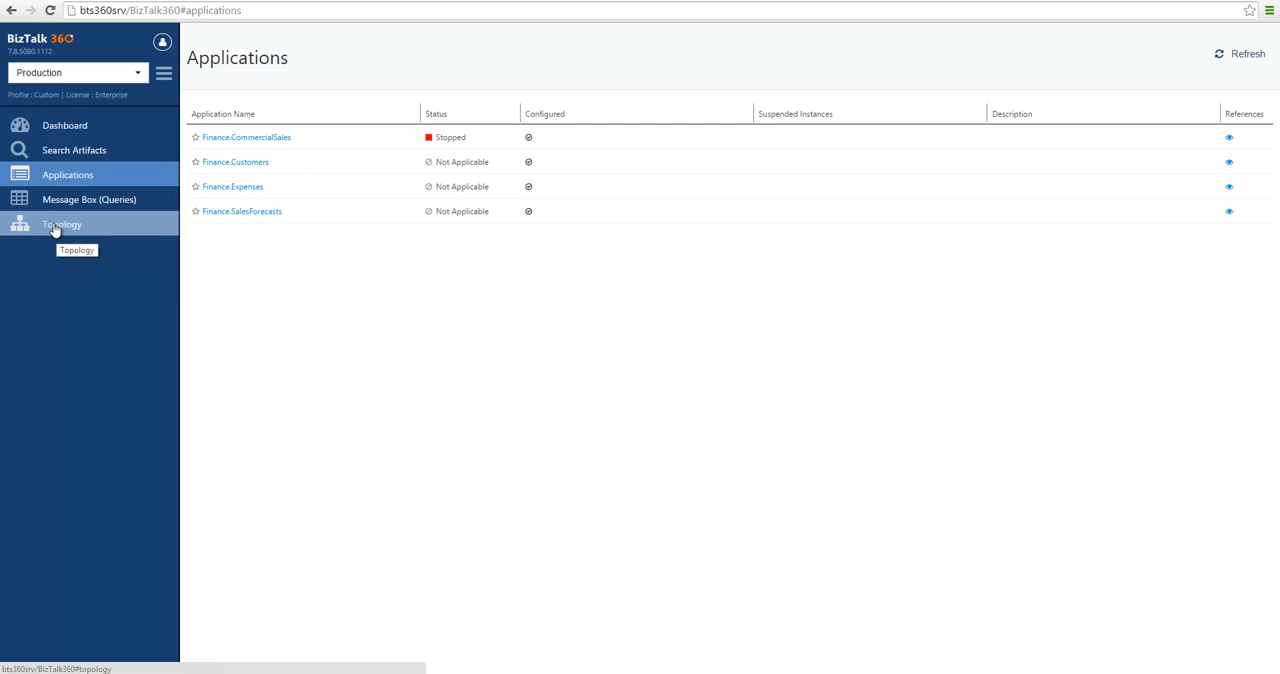 bts360srv/BizTalk360#applications
BizTalk 360
7.8.5080.1112
Production
Profile : Custom | License : Enterprise
Dashboard
Search Artifacts
Applications
Message Box (Queries)
Topology
Topology
Applications
Refresh
Application Name Status Configured Suspended Instances Description References
Finance.CommercialSales Stopped
Finance.Customers Not Applicable
Finance.Expenses Not Applicable
Finance.SalesForecasts Not Applicable
bts360srv/BizTalk360#topology